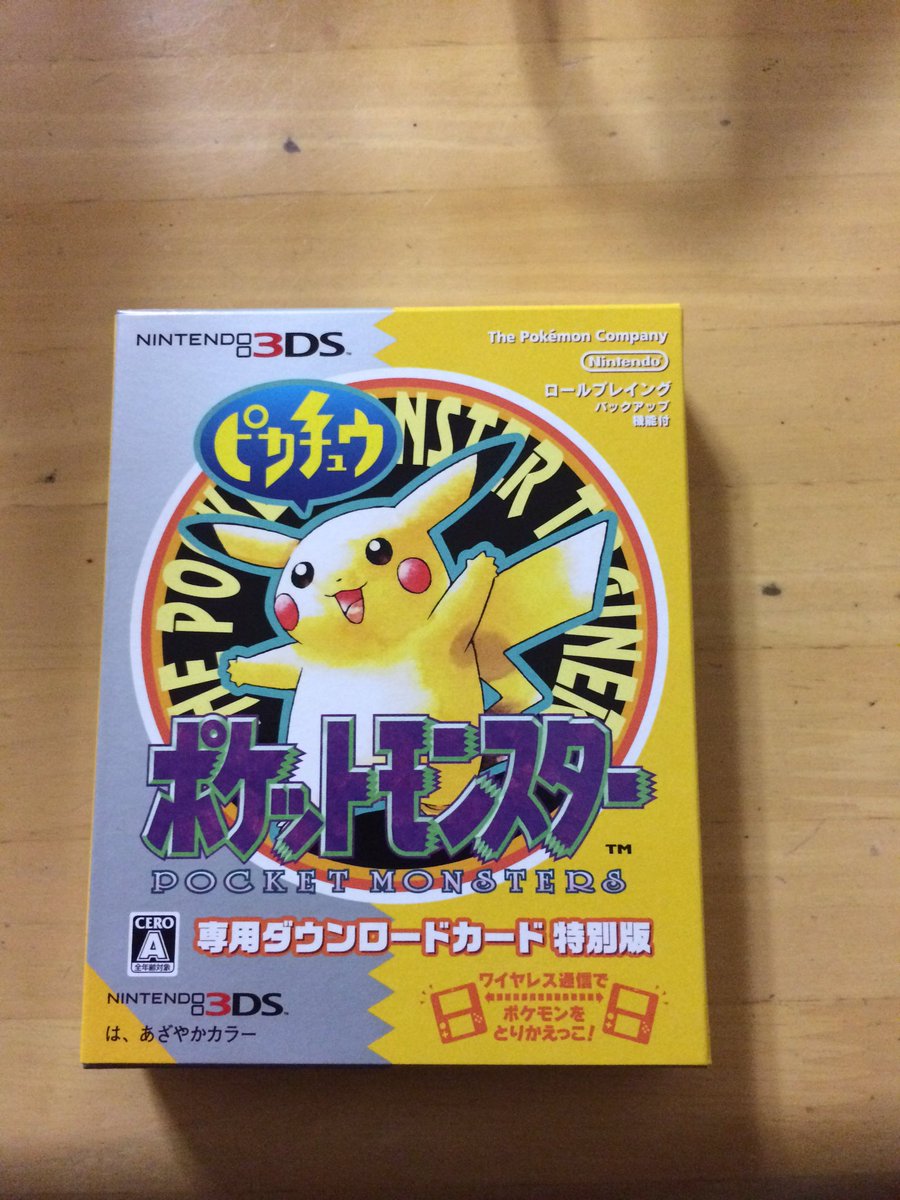 NINTENDO3DS™
The Pokémon Company
Nintendo
ロールプレイング
バックアップ
機能付
ピカチュウ
ポケットモンスター
TM
POCKET MONSTERS
CERO
A
全年齢対象
専用ダウンロードカード 特別版
ワイヤレス通信で
ポケモンを
とりかえっこ!
NINTENDO3DS™
は、あざやかカラー